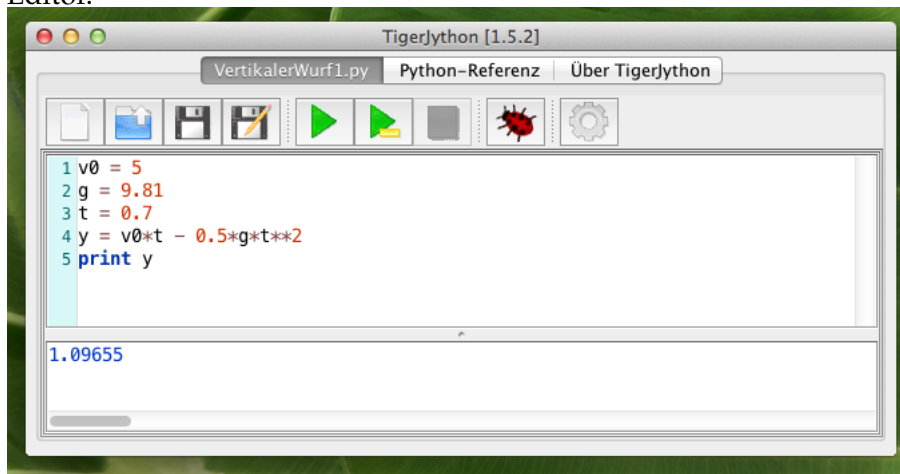 Editor:
TigerJython [1.5.2]
VertikalerWurf1.py Python-Referenz Über TigerJython
1 v0 = 5
2 g = 9.81
3 t = 0.7
4 y = v0*t - 0.5*g*t**2
5 print y
1.09655